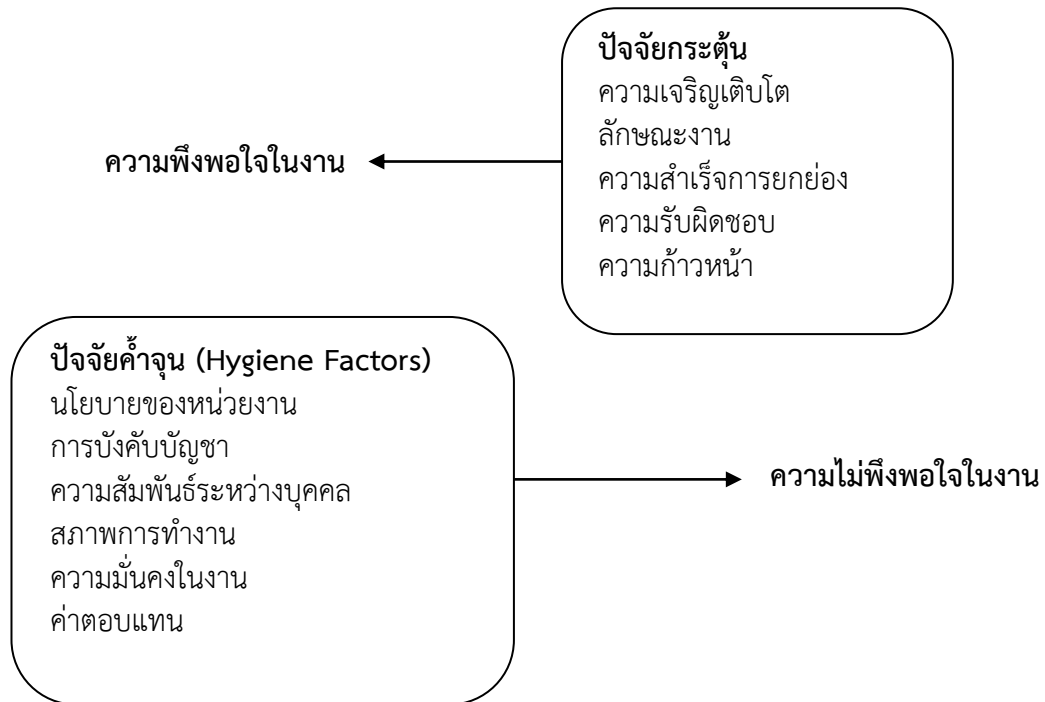 ปัจจัยกระตุ้น
ความเจริญเติบโต
ลักษณะงาน
ความสำเร็จการยกย่อง
ความรับผิดชอบ
ความก้าวหน้า
ความพึงพอใจในงาน
ปัจจัยค้ำจุน (Hygiene Factors)
นโยบายของหน่วยงาน
การบังคับบัญชา
ความสัมพันธ์ระหว่างบุคคล
สภาพการทำงาน
ความมั่นคงในงาน
ค่าตอบแทน
ความไม่พึงพอใจในงาน